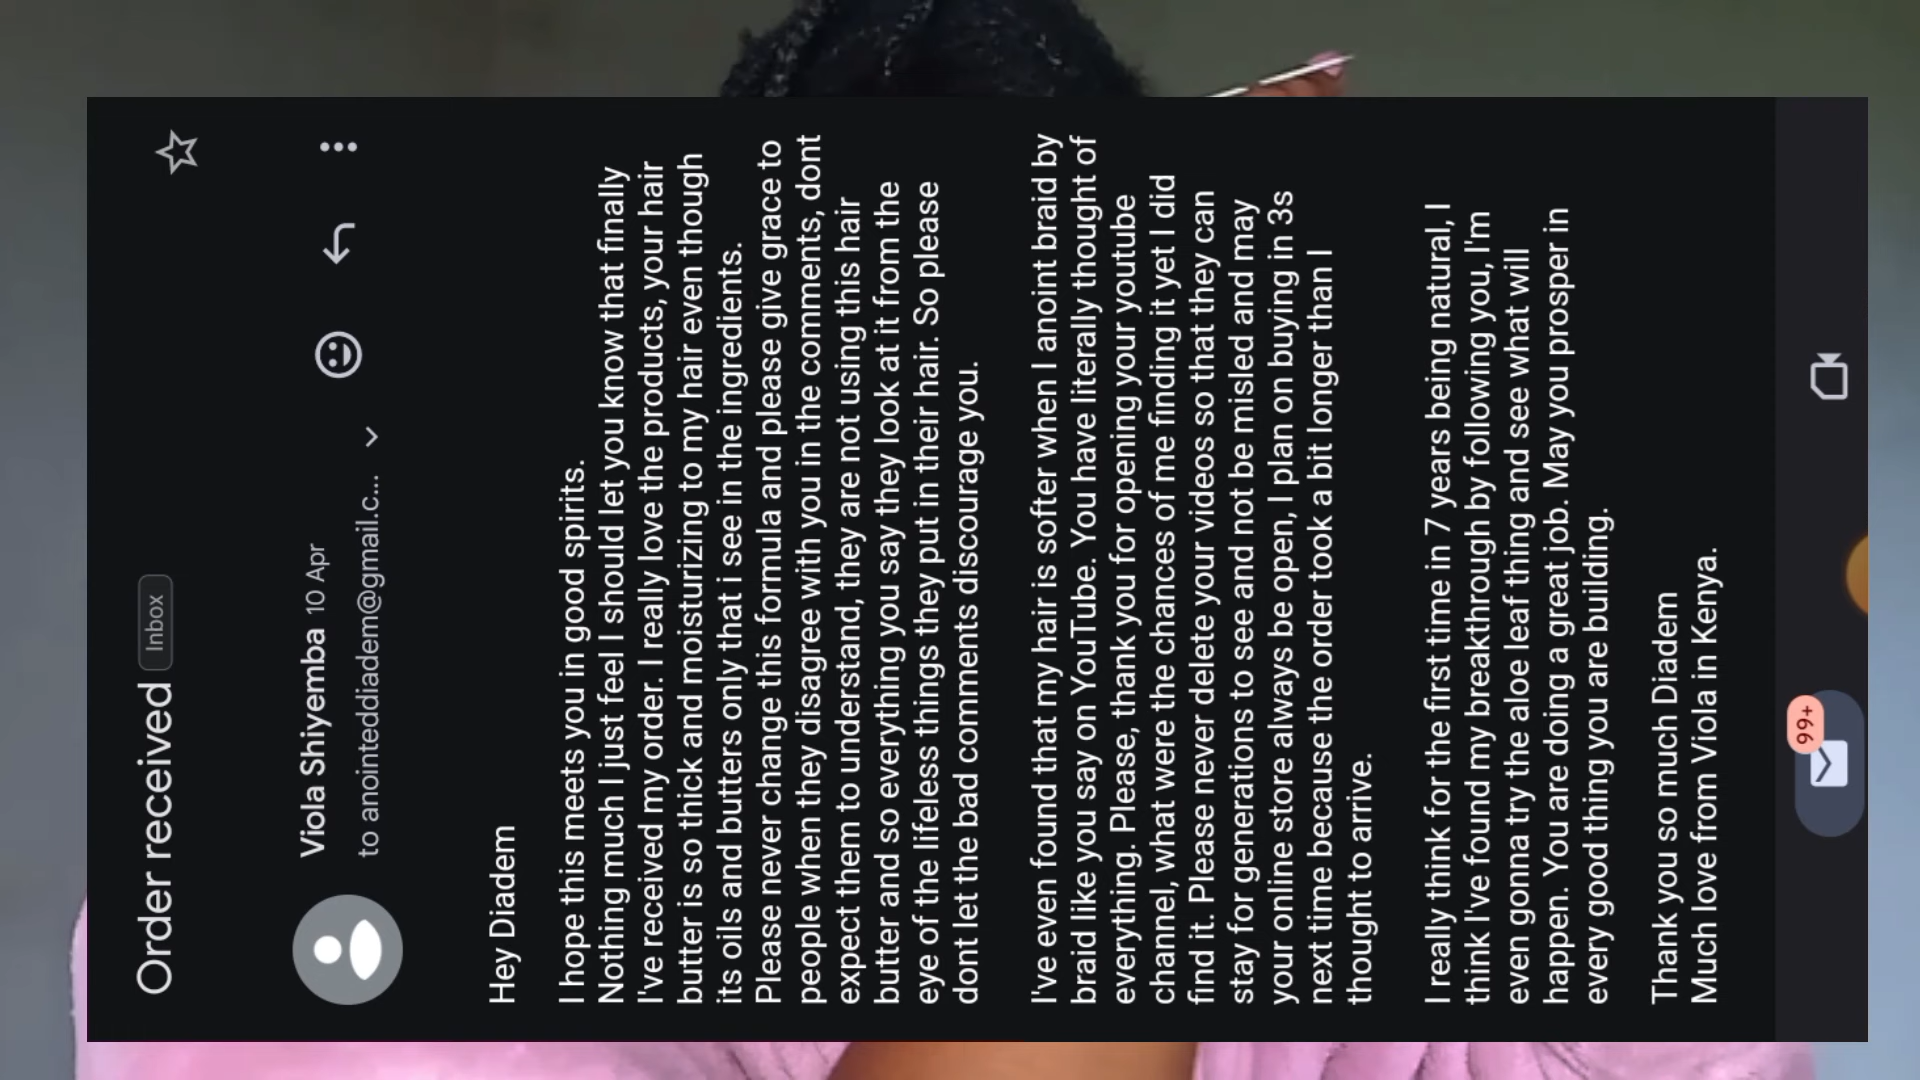 Order received
Inbox
Viola Shiyemba 10 Apr
to anointeddiadem@gmail.c...
Hey Diadem
I hope this meets you in good spirits.
Nothing much I just feel I should let you know that finally
I've received my order. I really love the products, your hair
butter is so thick and moisturizing to my hair even though
its oils and butters only that i see in the ingredients.
Please never change this formula and please give grace to
people when they disagree with you in the comments, dont
expect them to understand, they are not using this hair
butter and so everything you say they look at it from the
eye of the lifeless things they put in their hair. So please
dont let the bad comments discourage you.
I've even found that my hair is softer when I anoint braid by
braid like you say on YouTube. You have literally thought of
everything. Please, thank you for opening your youtube
channel, what were the chances of me finding it yet I did
find it. Please never delete your videos so that they can
stay for generations to see and not be misled and may
your online store always be open, I plan on buying in 3s
next time because the order took a bit longer than I
thought to arrive.
I really think for the first time in 7 years being natural, I
think I've found my breakthrough by following you, I'm
even gonna try the aloe leaf thing and see what will
happen. You are doing a great job. May you prosper in
every good thing you are building.
Thank you so much Diadem
Much love from Viola in Kenya.
99+